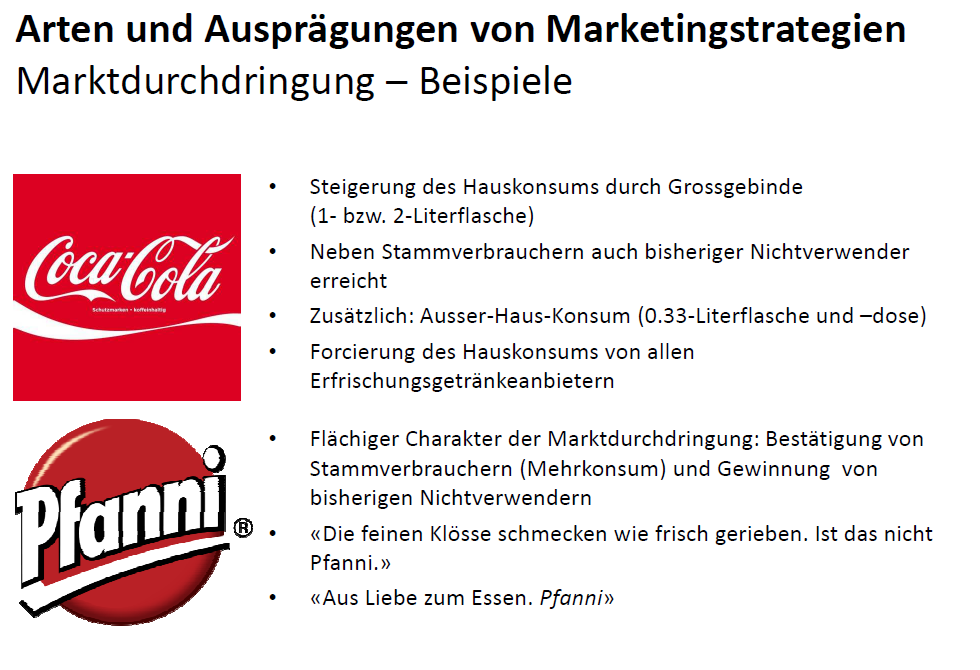 Arten und Ausprägungen von Marketingstrategien
Marktdurchdringung – Beispiele
Coca-Cola
Schutzmarken • koffeinhaltig
• Steigerung des Hauskonsums durch Grossgebinde
(1- bzw. 2-Literflasche)
• Neben Stammverbrauchern auch bisheriger Nichtverwender
erreicht
• Zusätzlich: Ausser-Haus-Konsum (0.33-Literflasche und –dose)
• Forcierung des Hauskonsums von allen
Erfrischungsgetränkeanbietern
Pfanni ®
• Flächiger Charakter der Marktdurchdringung: Bestätigung von
Stammverbrauchern (Mehrkonsum) und Gewinnung von
bisherigen Nichtverwendern
• «Die feinen Klösse schmecken wie frisch gerieben. Ist das nicht
Pfanni.»
• «Aus Liebe zum Essen. Pfanni»